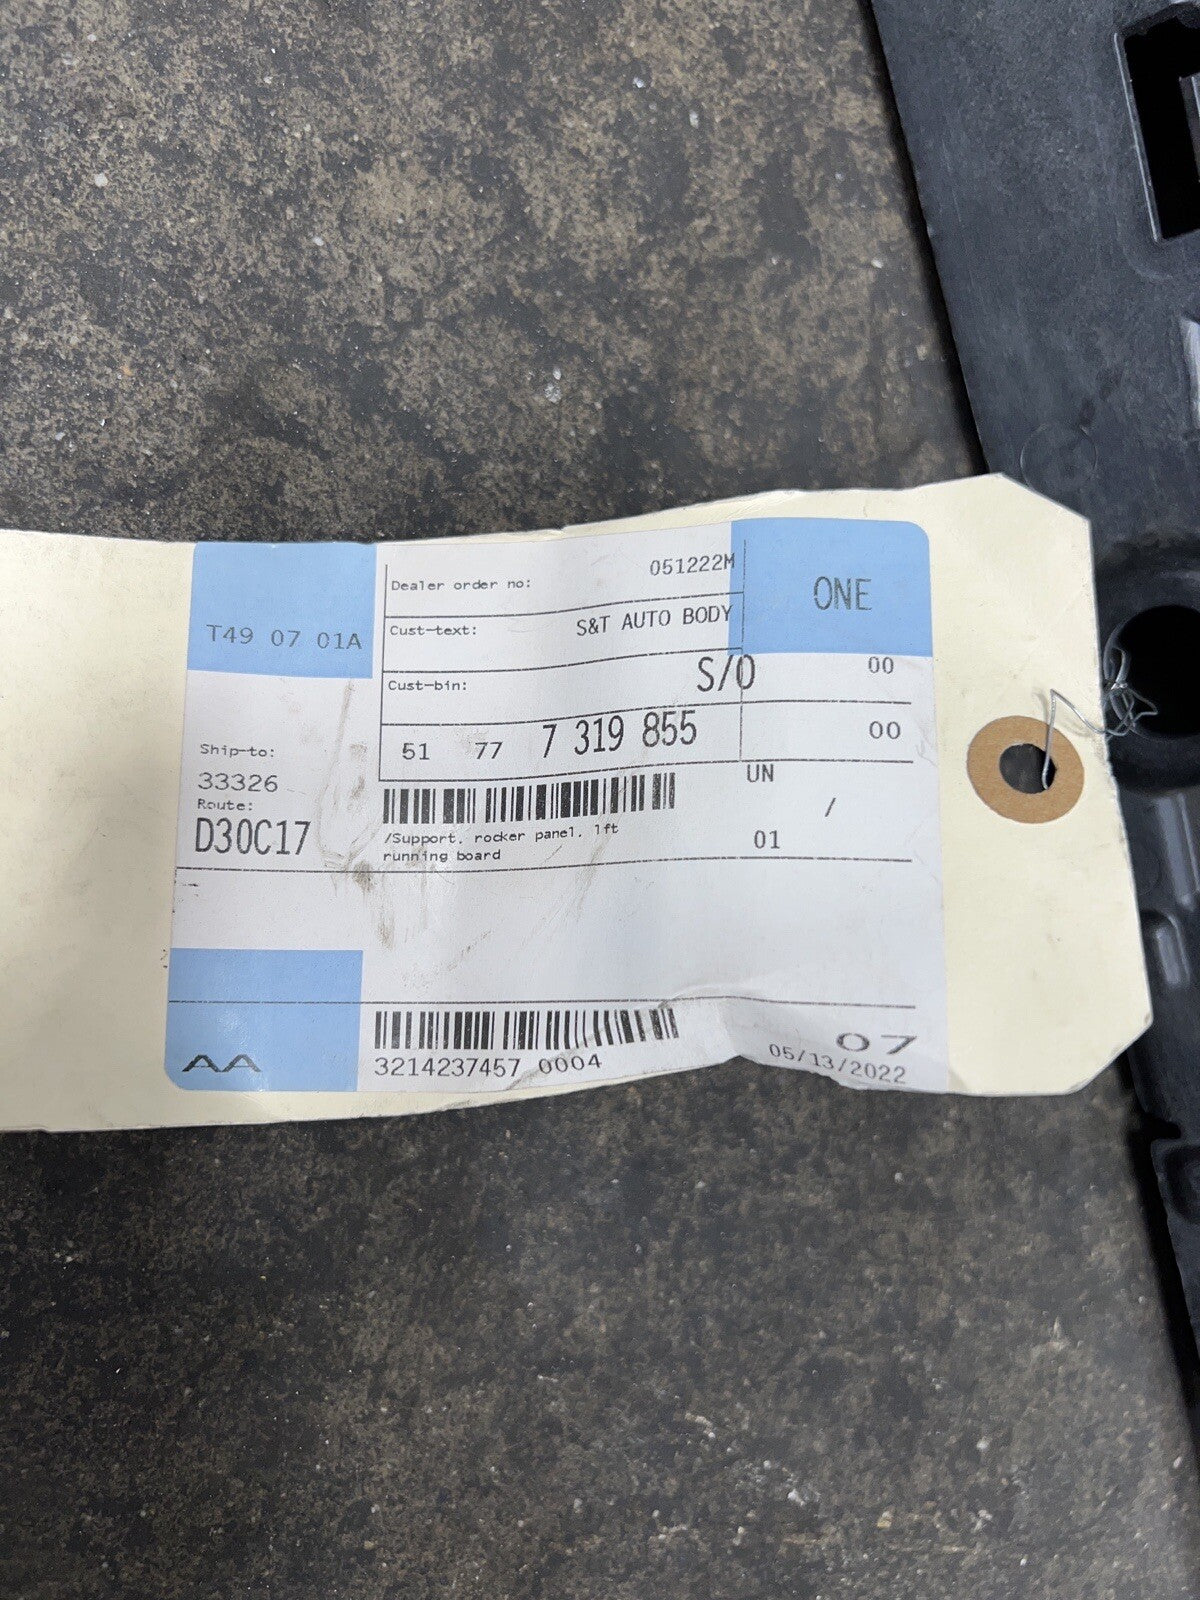 T49 07 01A
Dealer order no: 051222M
ONE
Cust-text: S&T AUTO BODY
Cust-bin: S/O 00
51 77 7 319 855 00
Ship-to:
33326
Route:
D30C17
UN
/
01
/Support, rocker panel, lft
running board
AA
3214237457 0004
07
05/13/2022